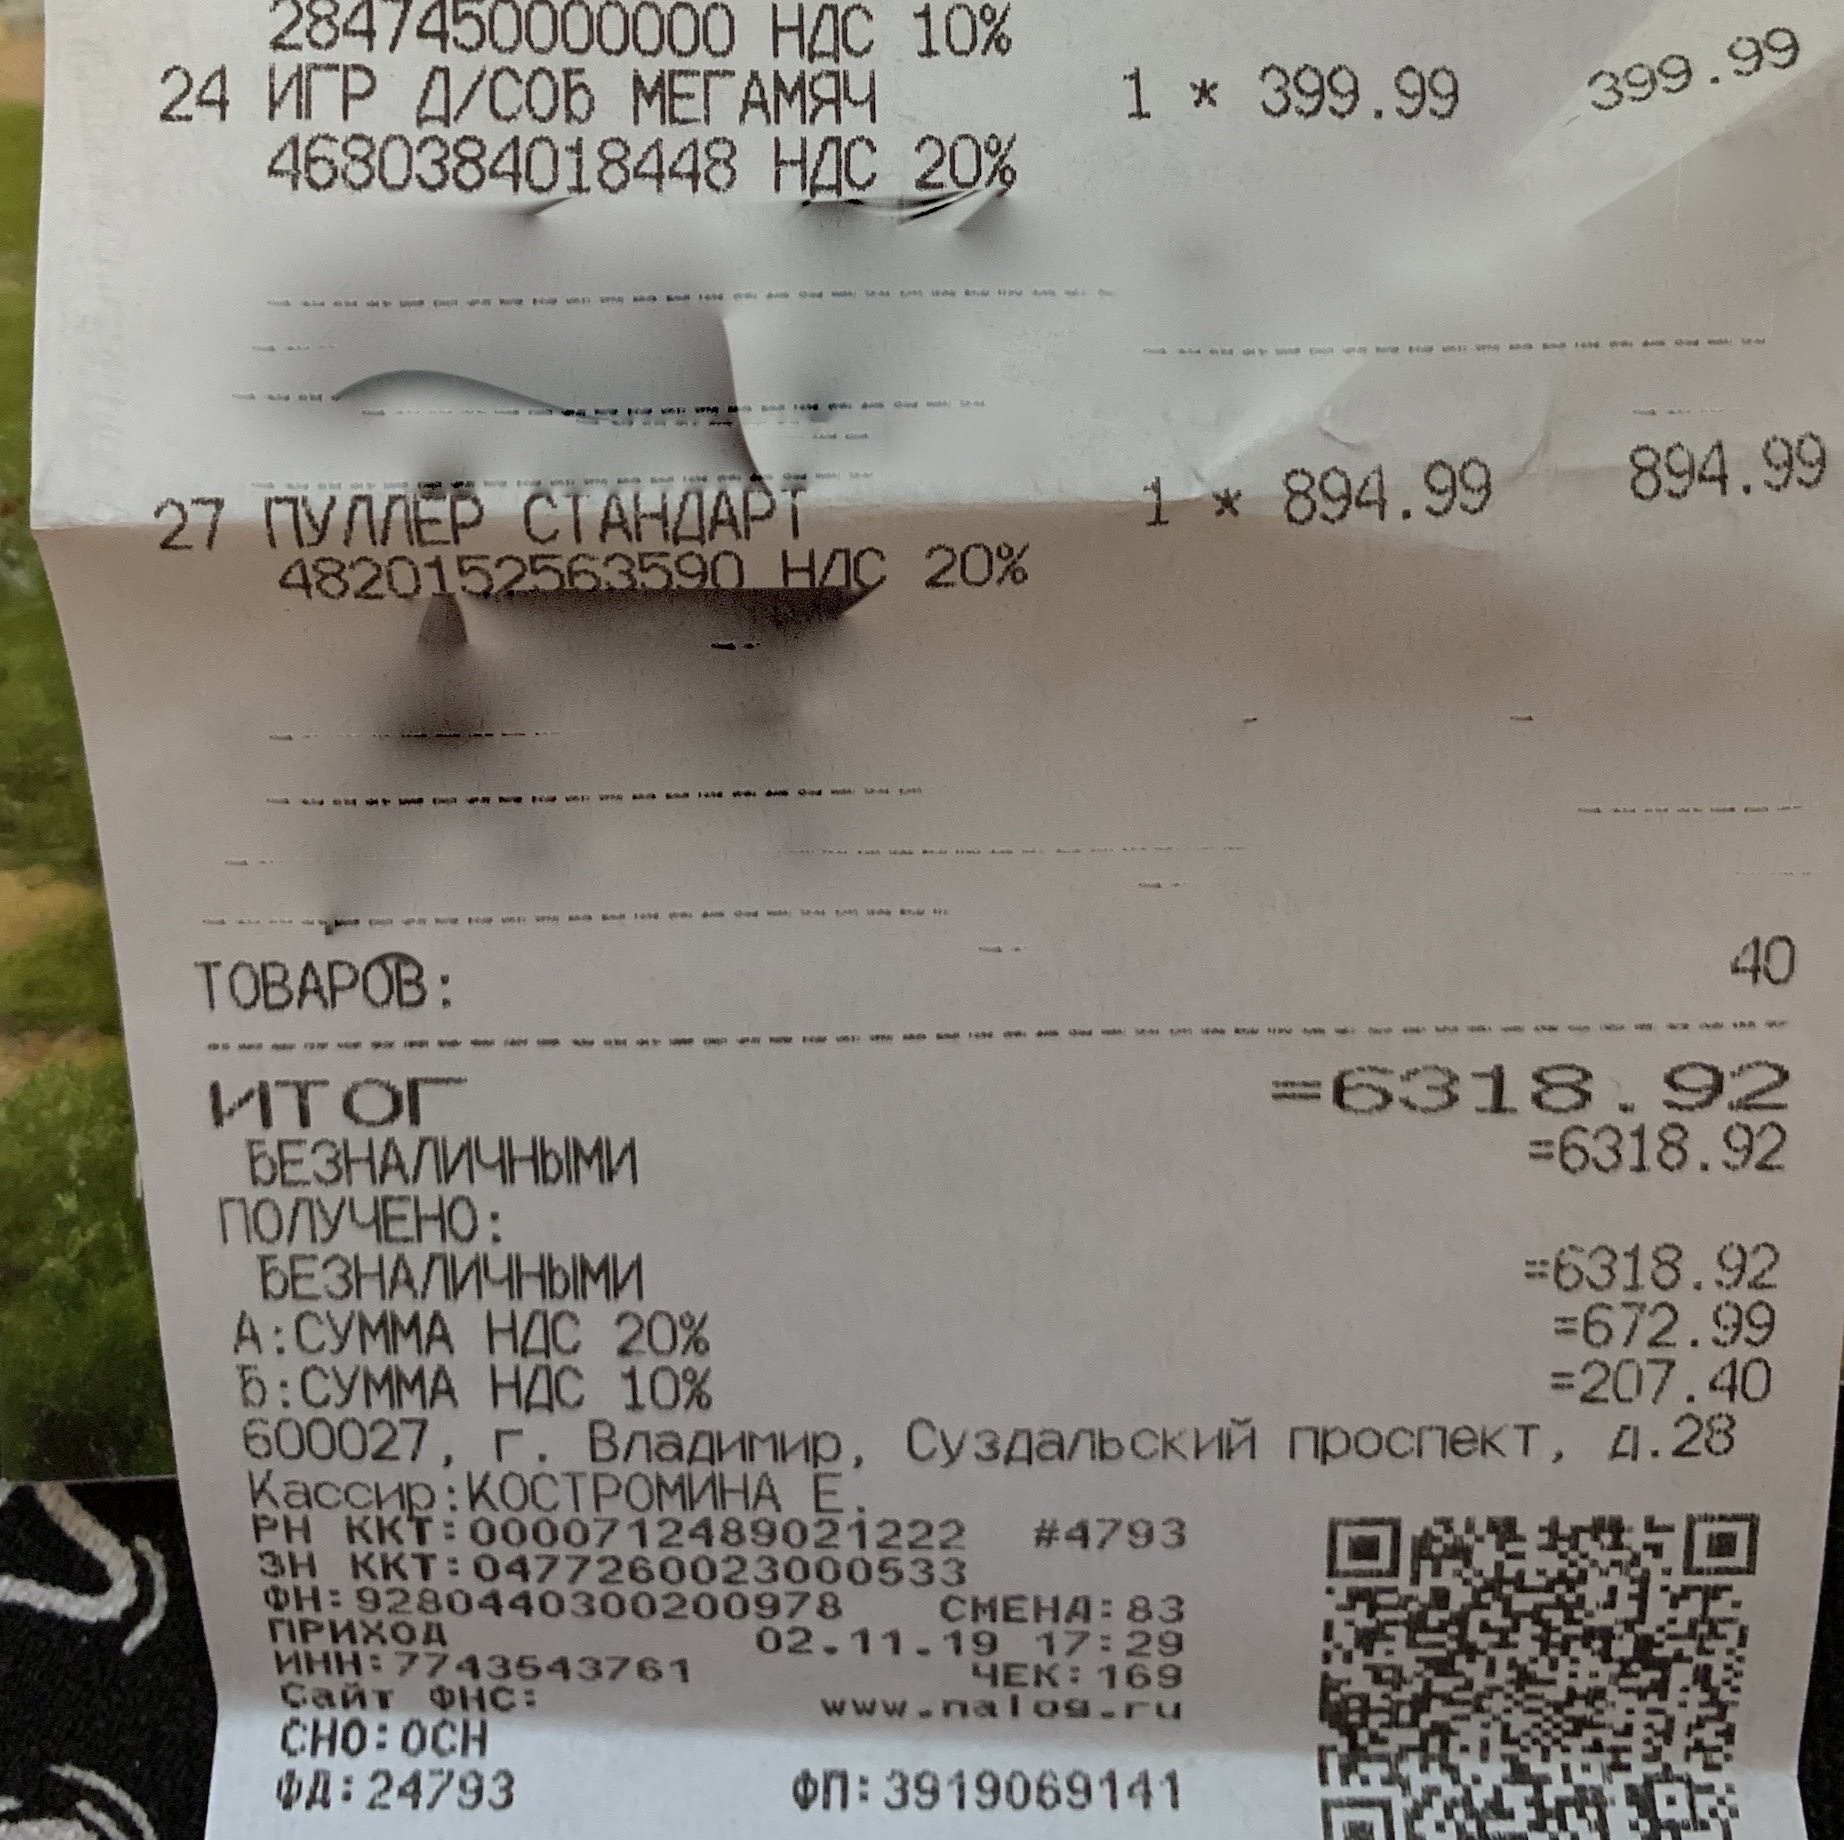 2847450000000 НДС 10%
24 ИГР Д/СОБ МЕГАМЯЧ 1 * 399.99 399.99
4680384018448 НДС 20%
27 ПУЛЛЕР СТАНДАРТ 1 * 894.99 894.99
4820152563590 НДС 20%
ТОВАРОВ: 40
ИТОГ =6318.92
БЕЗНАЛИЧНЫМИ =6318.92
ПОЛУЧЕНО:
БЕЗНАЛИЧНЫМИ =6318.92
А:СУММА НДС 20% =672.99
Б:СУММА НДС 10% =207.40
600027, г. Владимир, Суздальский проспект, д.28
Кассир:КОСТРОМИНА Е.
РН ККТ:0000712489021222 #4793
ЗН ККТ:0477260023000533
ФН:9280440300200978 СМЕНА:83
ПРИХОД 02.11.19 17:29
ИНН:7743543761 ЧЕК:169
Сайт ФНС: www.nalog.ru
СНО:ОСН
ФД:24793 ФП:3919069141